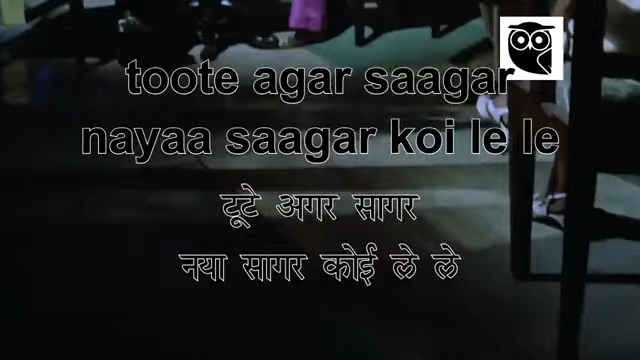 toote agar saagar
nayaa saagar koi le le
टूटे अगर सागर
नया सागर कोई ले ले